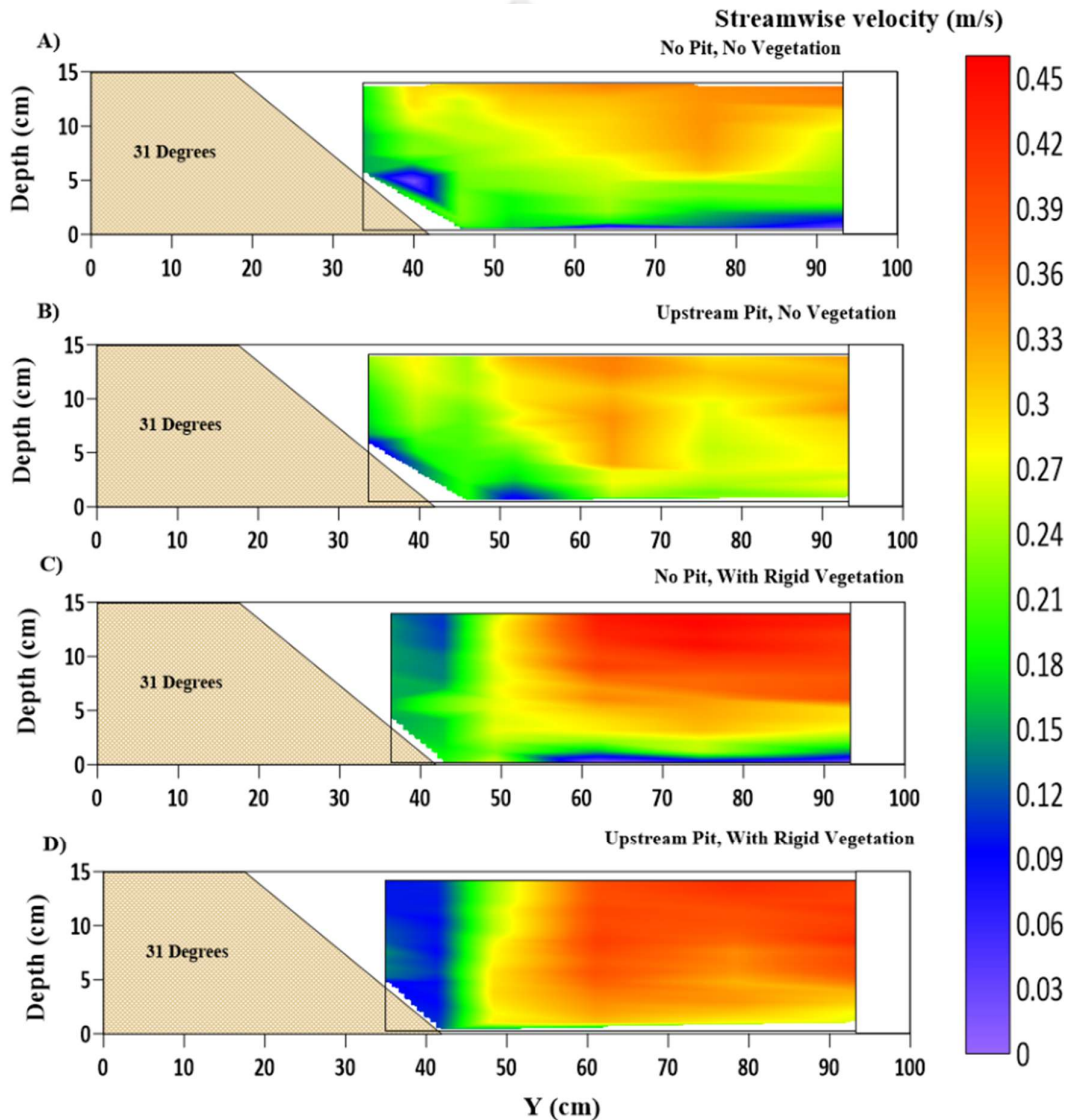 Streamwise velocity (m/s)
A)
No Pit, No Vegetation
Depth (cm)
15
10
5
0
31 Degrees
0 10 20 30 40 50 60 70 80 90 100
B)
Upstream Pit, No Vegetation
Depth (cm)
15
10
5
0
31 Degrees
0 10 20 30 40 50 60 70 80 90 100
C)
No Pit, With Rigid Vegetation
Depth (cm)
15
10
5
0
31 Degrees
0 10 20 30 40 50 60 70 80 90 100
D)
Upstream Pit, With Rigid Vegetation
Depth (cm)
15
10
5
0
31 Degrees
0 10 20 30 40 50 60 70 80 90 100
Y (cm)
0.45
0.42
0.39
0.36
0.33
0.3
0.27
0.24
0.21
0.18
0.15
0.12
0.09
0.06
0.03
0